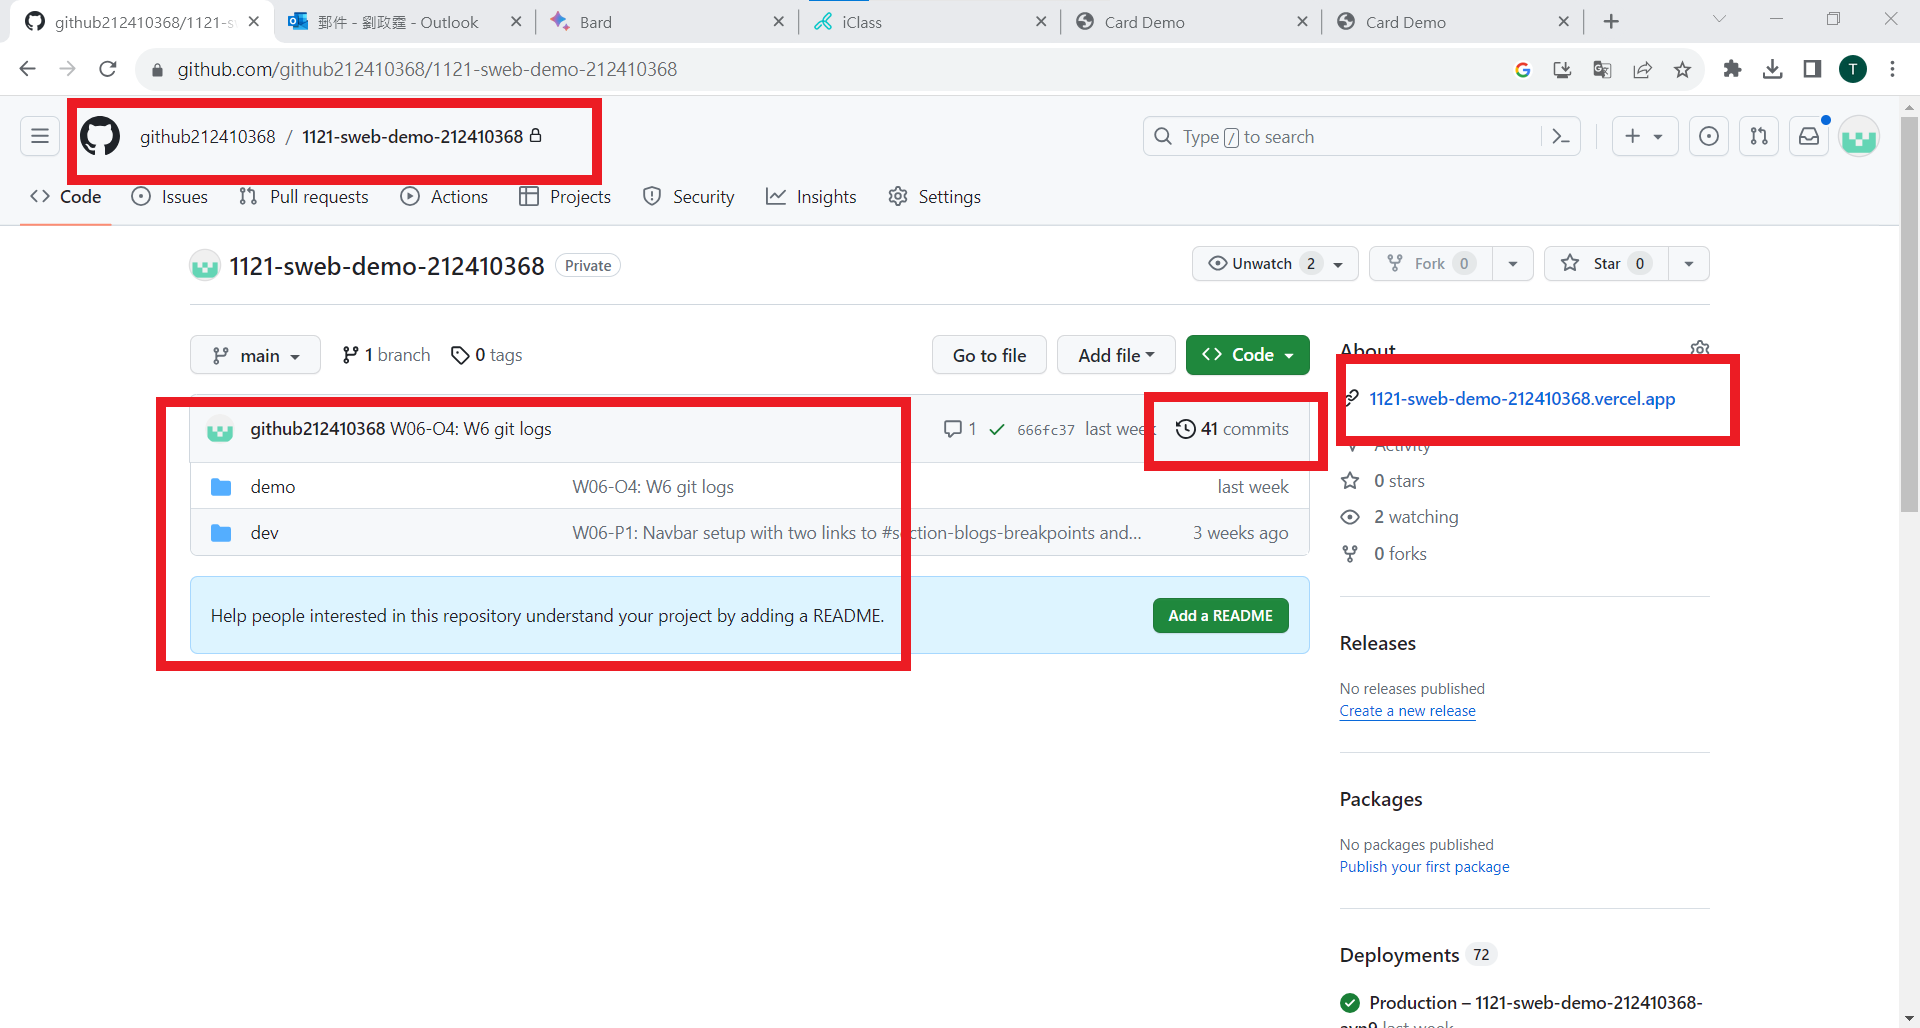 github212410368/1121-s
郵件 - 劉政霆 - Outlook
Bard
iClass
Card Demo
Card Demo
github.com/github212410368/1121-sweb-demo-212410368
T
github212410368 / 1121-sweb-demo-212410368
Type / to search
Code
Issues
Pull requests
Actions
Projects
Security
Insights
Settings
1121-sweb-demo-212410368 Private
Unwatch 2
Fork 0
Star 0
main
1 branch
0 tags
Go to file
Add file
Code
github212410368 W06-O4: W6 git logs
1
666fc37 last week
41 commits
demo W06-O4: W6 git logs last week
dev W06-P1: Navbar setup with two links to #section-blogs-breakpoints and... 3 weeks ago
Help people interested in this repository understand your project by adding a README.
Add a README
About
1121-sweb-demo-212410368.vercel.app
Activity
0 stars
2 watching
0 forks
Releases
No releases published
Create a new release
Packages
No packages published
Publish your first package
Deployments 72
Production – 1121-sweb-demo-212410368-
last week